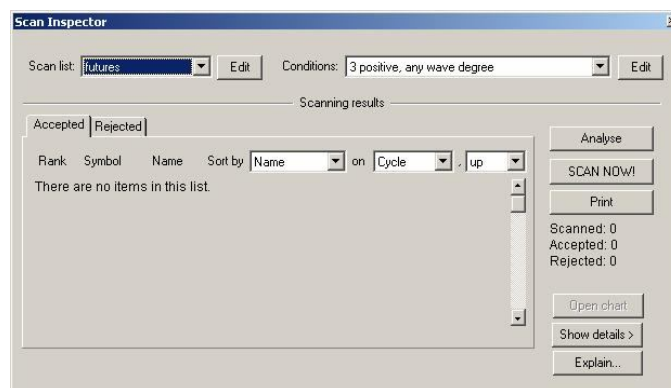 Scan Inspector
Scan list: futures Edit Conditions: 3 positive, any wave degree Edit
Scanning results
Accepted Rejected
Analyse
Rank Symbol Name Sort by Name on Cycle , up
SCAN NOW!
There are no items in this list.
Print
Scanned: 0
Accepted: 0
Rejected: 0
Open chart
Show details >
Explain...